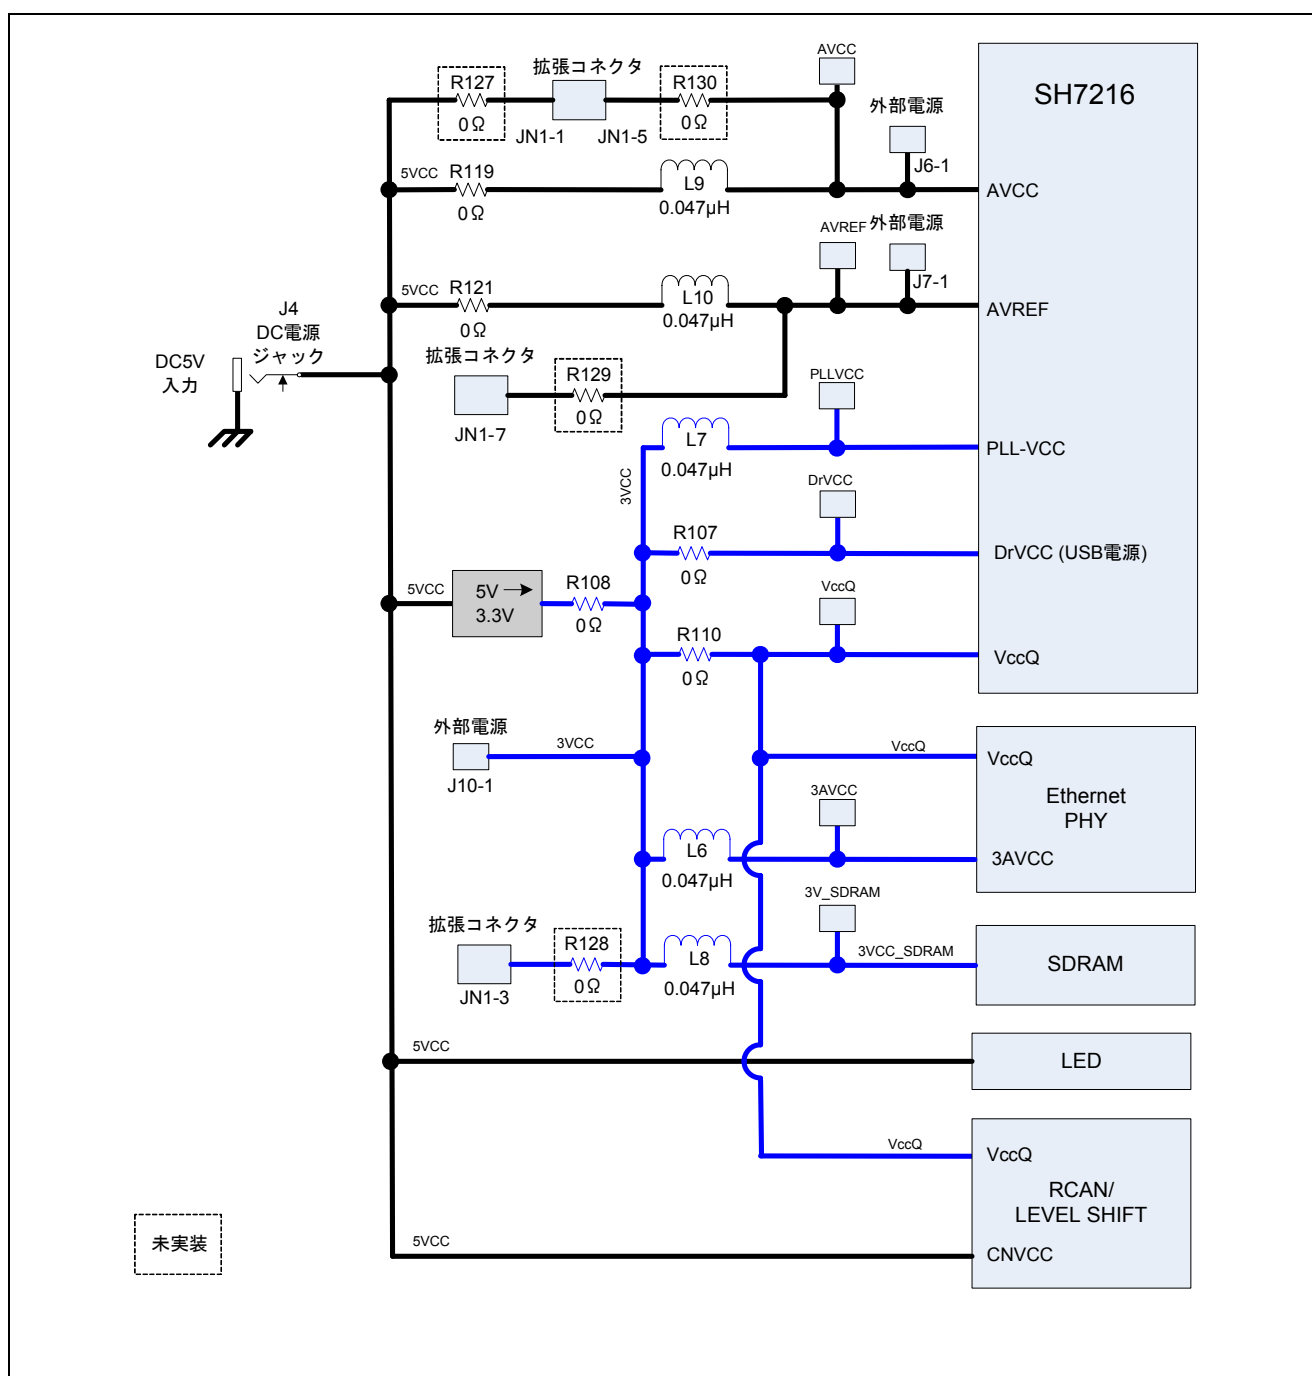 拡張コネクタ
AVCC
R127
R130
0Ω
JN1-1
JN1-5
0Ω
SH7216
外部電源
J6-1
5VCC
R119
0Ω
L9
0.047µH
AVCC
AVREF
外部電源
J7-1
5VCC
R121
0Ω
L10
0.047µH
AVREF
J4
DC電源
ジャック
DC5V
入力
拡張コネクタ
R129
0Ω
JN1-7
PLLVCC
L7
0.047µH
PLL-VCC
3VCC
DrVCC
R107
0Ω
DrVCC (USB電源)
5VCC
5V
3.3V
R108
0Ω
VccQ
R110
0Ω
VccQ
外部電源
J10-1
3VCC
VccQ
VccQ
Ethernet
PHY
3AVCC
L6
0.047µH
3AVCC
拡張コネクタ
JN1-3
R128
0Ω
L8
0.047µH
3V_SDRAM
3VCC_SDRAM
SDRAM
5VCC
LED
VccQ
VccQ
RCAN/
LEVEL SHIFT
未実装
5VCC
CNVCC